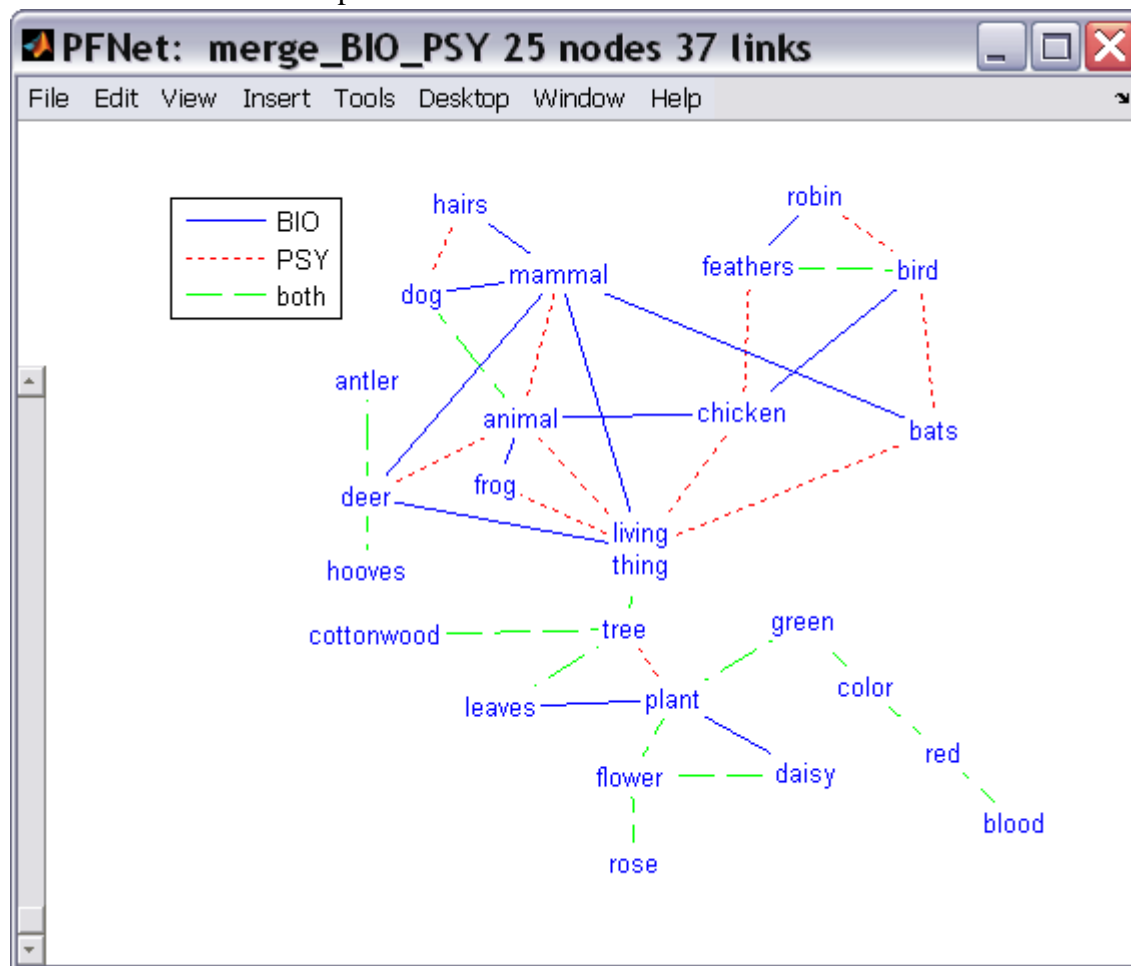 PFNet: merge_BIO_PSY 25 nodes 37 links
File Edit View Insert Tools Desktop Window Help
BIO
PSY
both
hairs
robin
mammal
feathers
bird
dog
antler
animal
chicken
bats
deer
frog
living
thing
hooves
cottonwood
tree
green
leaves
plant
color
flower
daisy
red
blood
rose